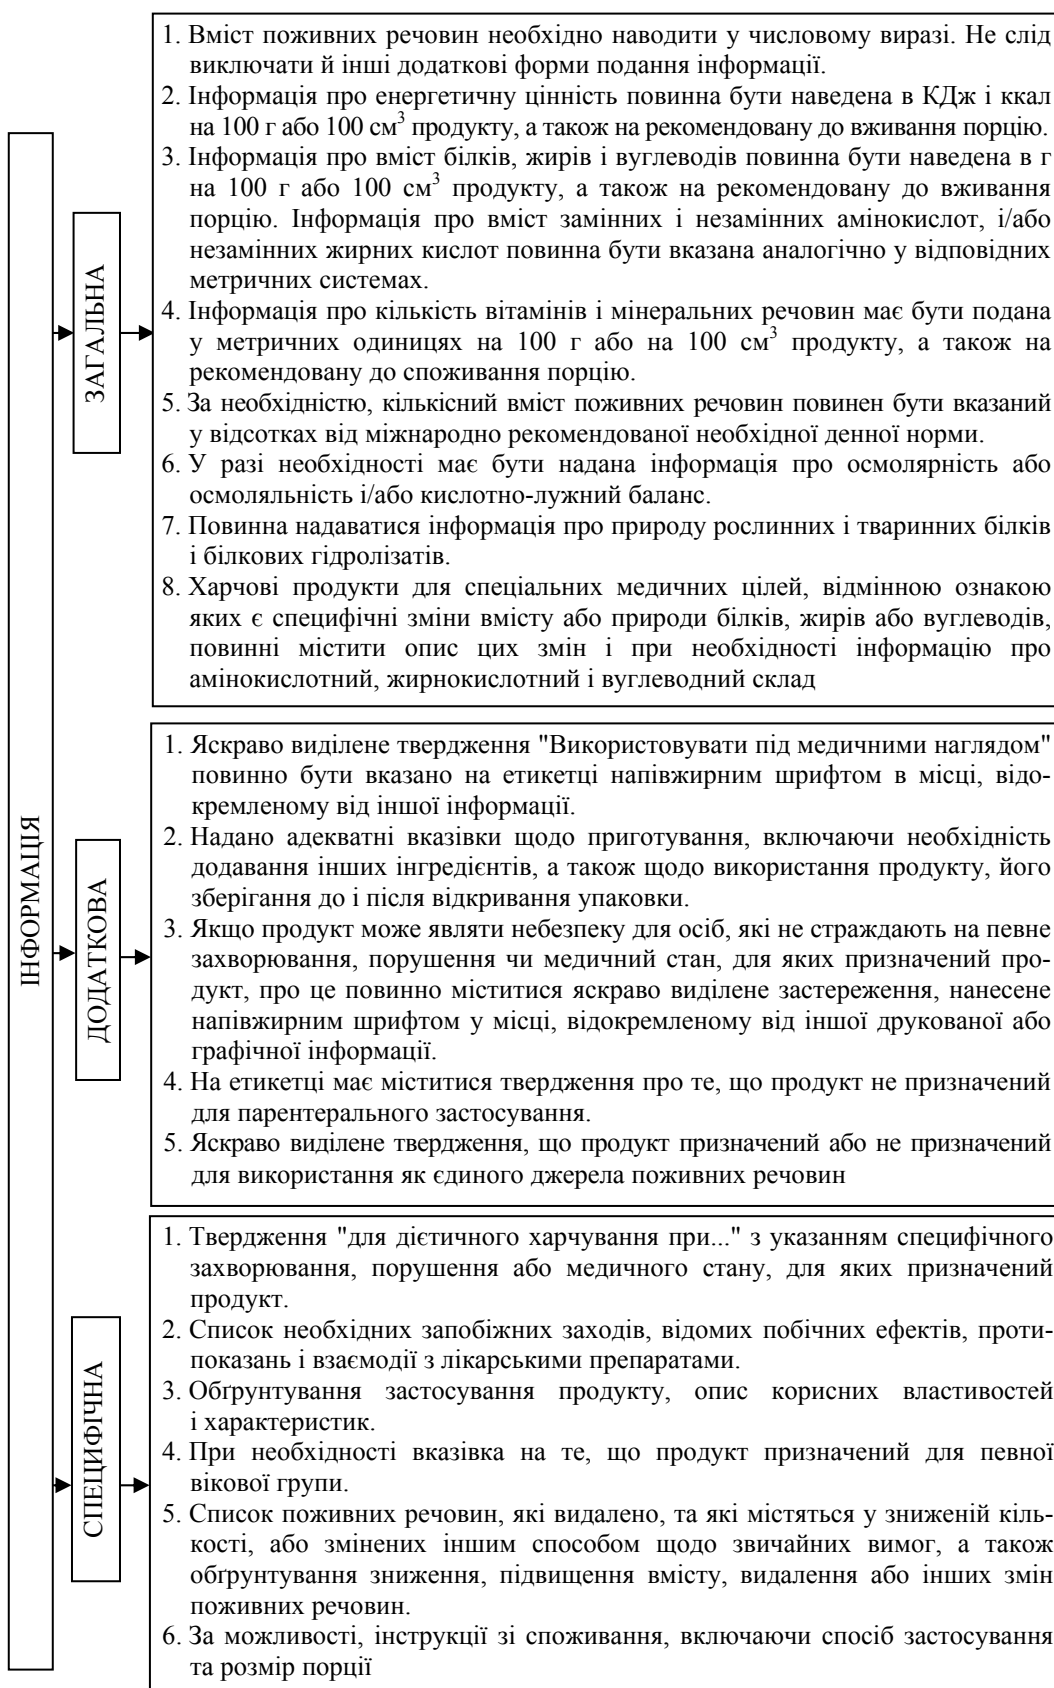 ІНФОРМАЦІЯ
ЗАГАЛЬНА
1. Вміст поживних речовин необхідно наводити у числовому виразі. Не слід
виключати й інші додаткові форми подання інформації.
2. Інформація про енергетичну цінність повинна бути наведена в КДж і ккал
на 100 г або 100 см³ продукту, а також на рекомендовану до вживання порцію.
3. Інформація про вміст білків, жирів і вуглеводів повинна бути наведена в г
на 100 г або 100 см³ продукту, а також на рекомендовану до вживання
порцію. Інформація про вміст замінних і незамінних амінокислот, і/або
незамінних жирних кислот повинна бути вказана аналогічно у відповідних
метричних системах.
4. Інформація про кількість вітамінів і мінеральних речовин має бути подана
у метричних одиницях на 100 г або на 100 см³ продукту, а також на
рекомендовану до споживання порцію.
5. За необхідністю, кількісний вміст поживних речовин повинен бути вказаний
у відсотках від міжнародно рекомендованої необхідної денної норми.
6. У разі необхідності має бути надана інформація про осмолярність або
осмоляльність і/або кислотно-лужний баланс.
7. Повинна надаватися інформація про природу рослинних і тваринних білків
і білкових гідролізатів.
8. Харчові продукти для спеціальних медичних цілей, відмінною ознакою
яких є специфічні зміни вмісту або природи білків, жирів або вуглеводів,
повинні містити опис цих змін і при необхідності інформацію про
амінокислотний, жирнокислотний і вуглеводний склад
ДОДАТКОВА
1. Яскраво виділене твердження "Використовувати під медичними наглядом"
повинно бути вказано на етикетці напівжирним шрифтом в місці, відо-
кремленому від іншої інформації.
2. Надано адекватні вказівки щодо приготування, включаючи необхідність
додавання інших інгредієнтів, а також щодо використання продукту, його
зберігання до і після відкривання упаковки.
3. Якщо продукт може являти небезпеку для осіб, які не страждають на певне
захворювання, порушення чи медичний стан, для яких призначений про-
дукт, про це повинно міститися яскраво виділене застереження, нанесене
напівжирним шрифтом у місці, відокремленому від іншої друкованої або
графічної інформації.
4. На етикетці має міститися твердження про те, що продукт не призначений
для парентерального застосування.
5. Яскраво виділене твердження, що продукт призначений або не призначений
для використання як єдиного джерела поживних речовин
СПЕЦИФІЧНА
1. Твердження "для дієтичного харчування при..." з указанням специфічного
захворювання, порушення або медичного стану, для яких призначений
продукт.
2. Список необхідних запобіжних заходів, відомих побічних ефектів, проти-
показань і взаємодії з лікарськими препаратами.
3. Обґрунтування застосування продукту, опис корисних властивостей
і характеристик.
4. При необхідності вказівка на те, що продукт призначений для певної
вікової групи.
5. Список поживних речовин, які видалено, та які містяться у зниженій кіль-
кості, або змінених іншим способом щодо звичайних вимог, а також
обґрунтування зниження, підвищення вмісту, видалення або інших змін
поживних речовин.
6. За можливості, інструкції зі споживання, включаючи спосіб застосування
та розмір порції